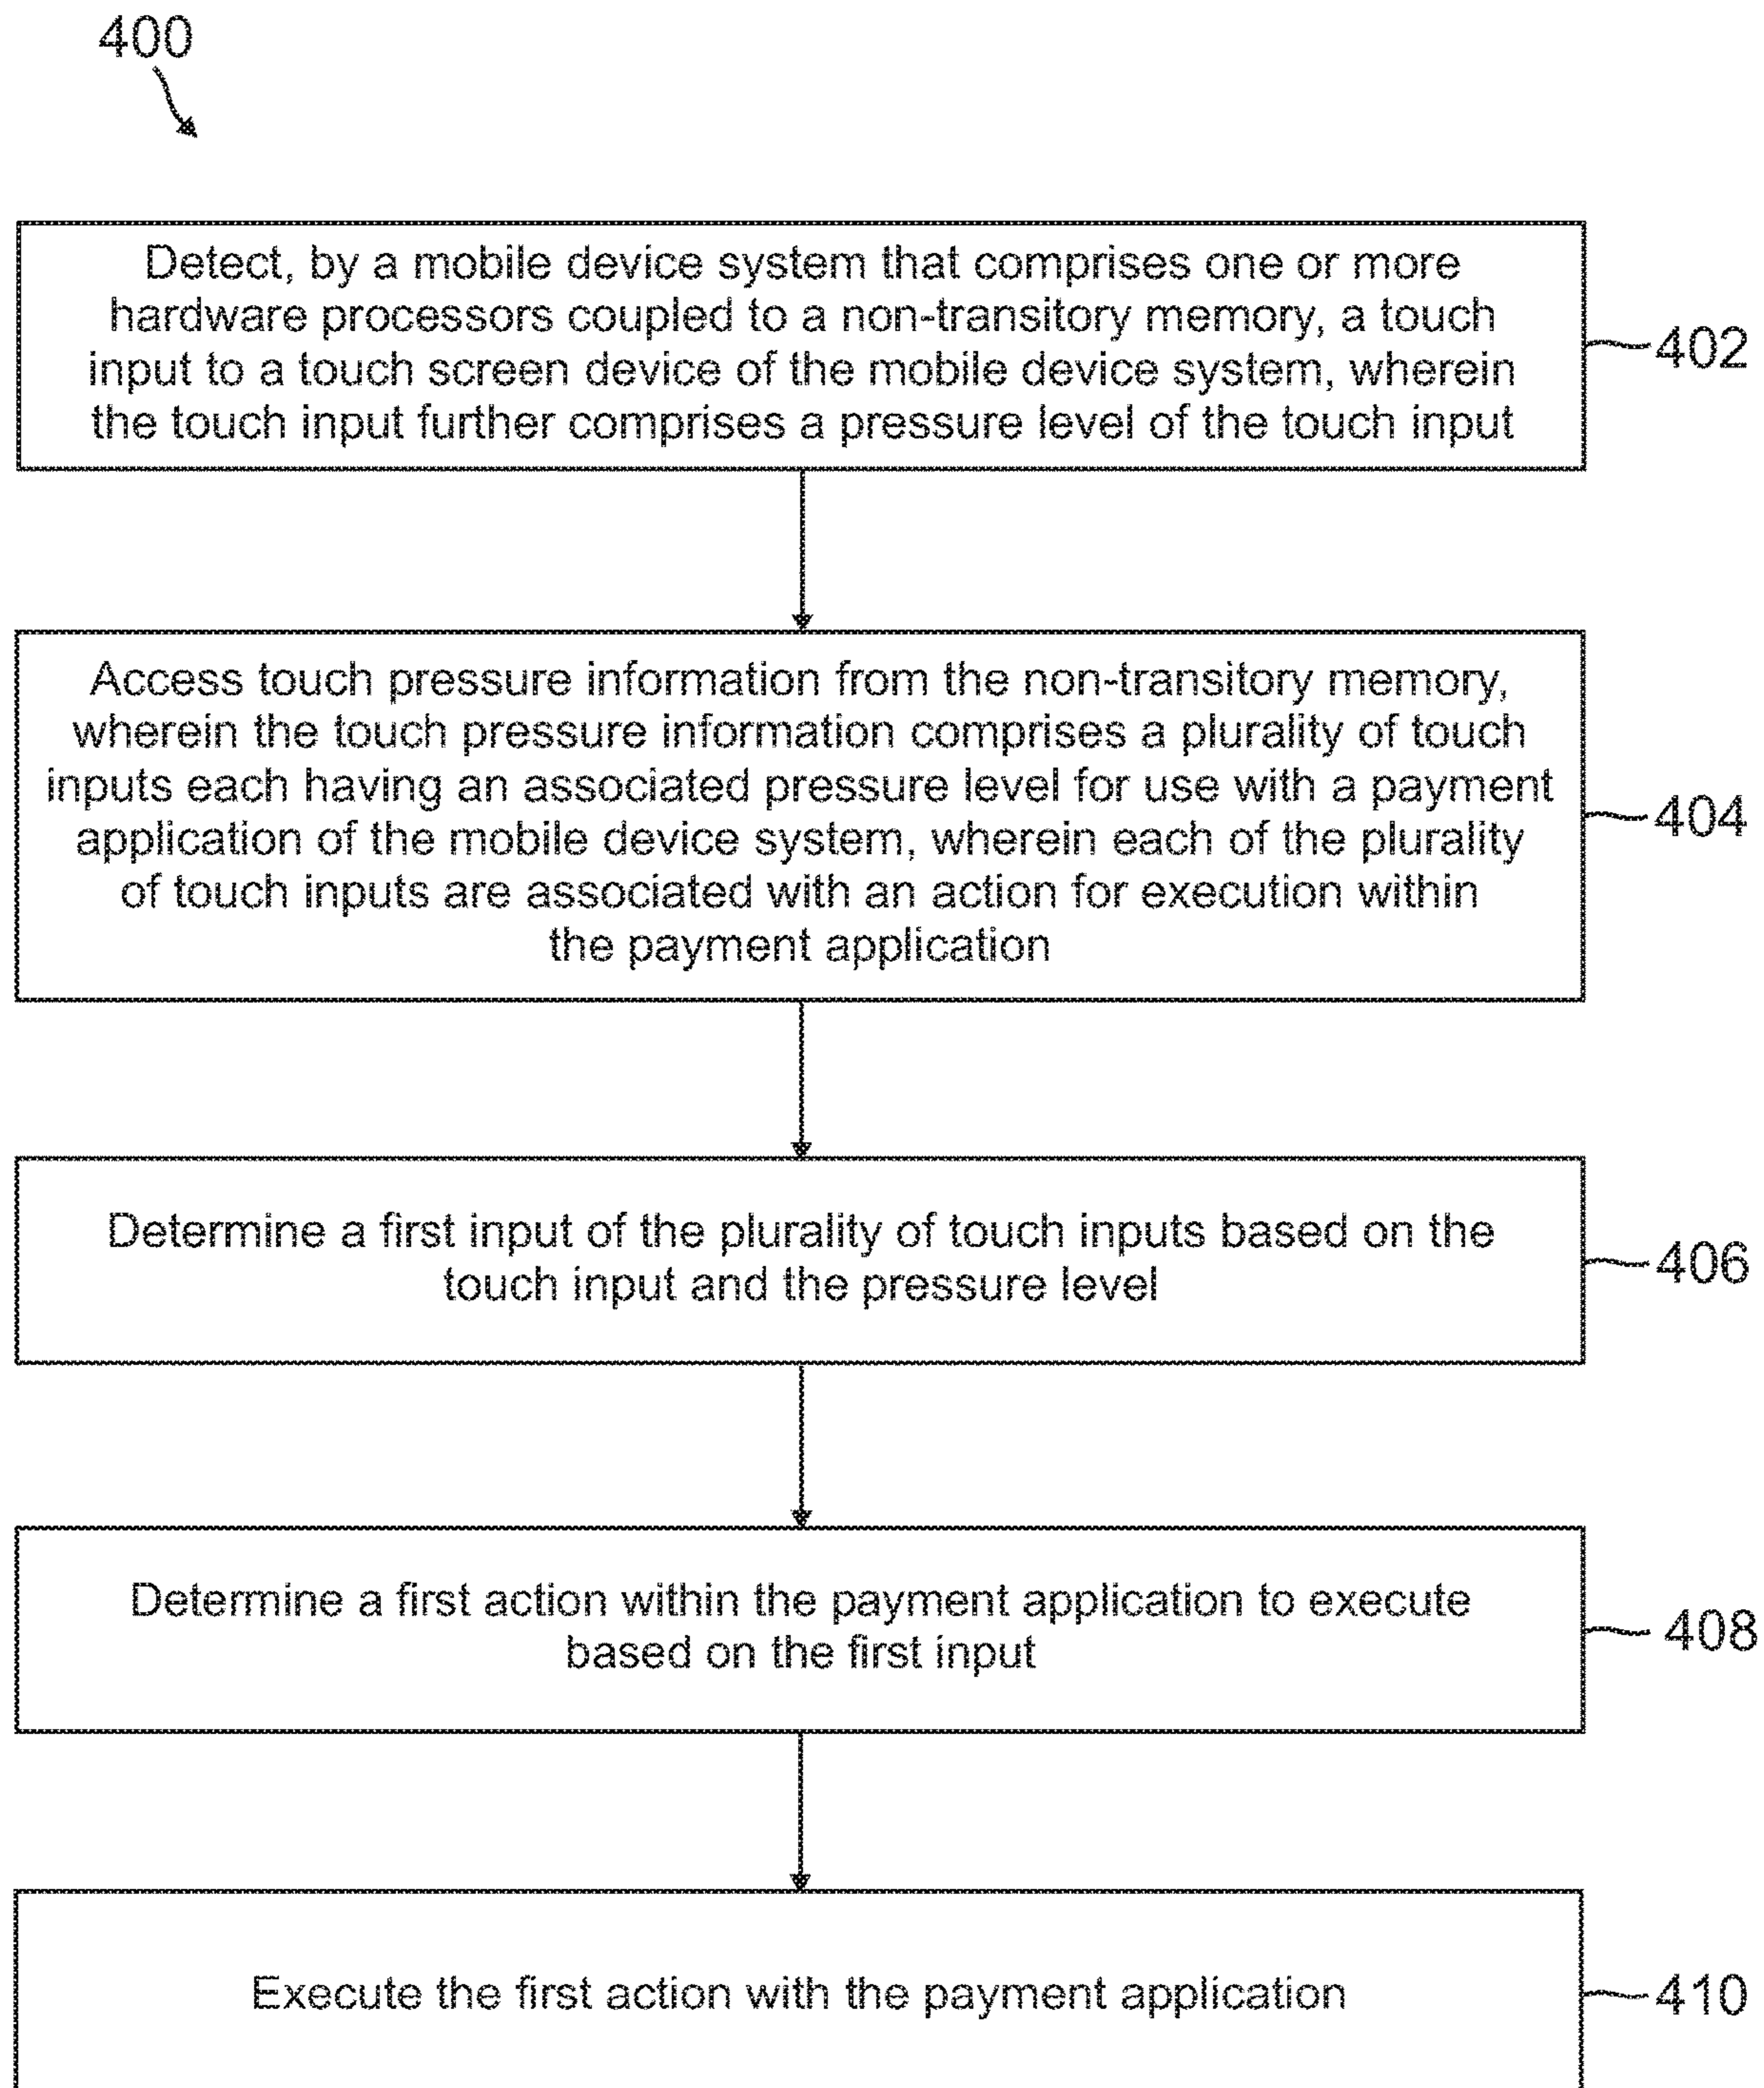 400
Detect, by a mobile device system that comprises one or more
hardware processors coupled to a non-transitory memory, a touch
input to a touch screen device of the mobile device system, wherein
the touch input further comprises a pressure level of the touch input
402
Access touch pressure information from the non-transitory memory,
wherein the touch pressure information comprises a plurality of touch
inputs each having an associated pressure level for use with a payment
application of the mobile device system, wherein each of the plurality
of touch inputs are associated with an action for execution within
the payment application
404
Determine a first input of the plurality of touch inputs based on the
touch input and the pressure level
406
Determine a first action within the payment application to execute
based on the first input
408
Execute the first action with the payment application
410